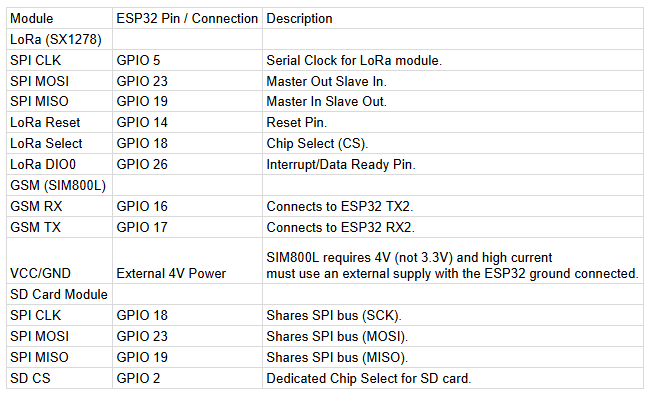 Module ESP32 Pin / Connection Description
LoRa (SX1278)
SPI CLK GPIO 5 Serial Clock for LoRa module.
SPI MOSI GPIO 23 Master Out Slave In.
SPI MISO GPIO 19 Master In Slave Out.
LoRa Reset GPIO 14 Reset Pin.
LoRa Select GPIO 18 Chip Select (CS).
LoRa DIO0 GPIO 26 Interrupt/Data Ready Pin.
GSM (SIM800L)
GSM RX GPIO 16 Connects to ESP32 TX2.
GSM TX GPIO 17 Connects to ESP32 RX2.
SIM800L requires 4V (not 3.3V) and high current
VCC/GND External 4V Power must use an external supply with the ESP32 ground connected.
SD Card Module
SPI CLK GPIO 18 Shares SPI bus (SCK).
SPI MOSI GPIO 23 Shares SPI bus (MOSI).
SPI MISO GPIO 19 Shares SPI bus (MISO).
SD CS GPIO 2 Dedicated Chip Select for SD card.